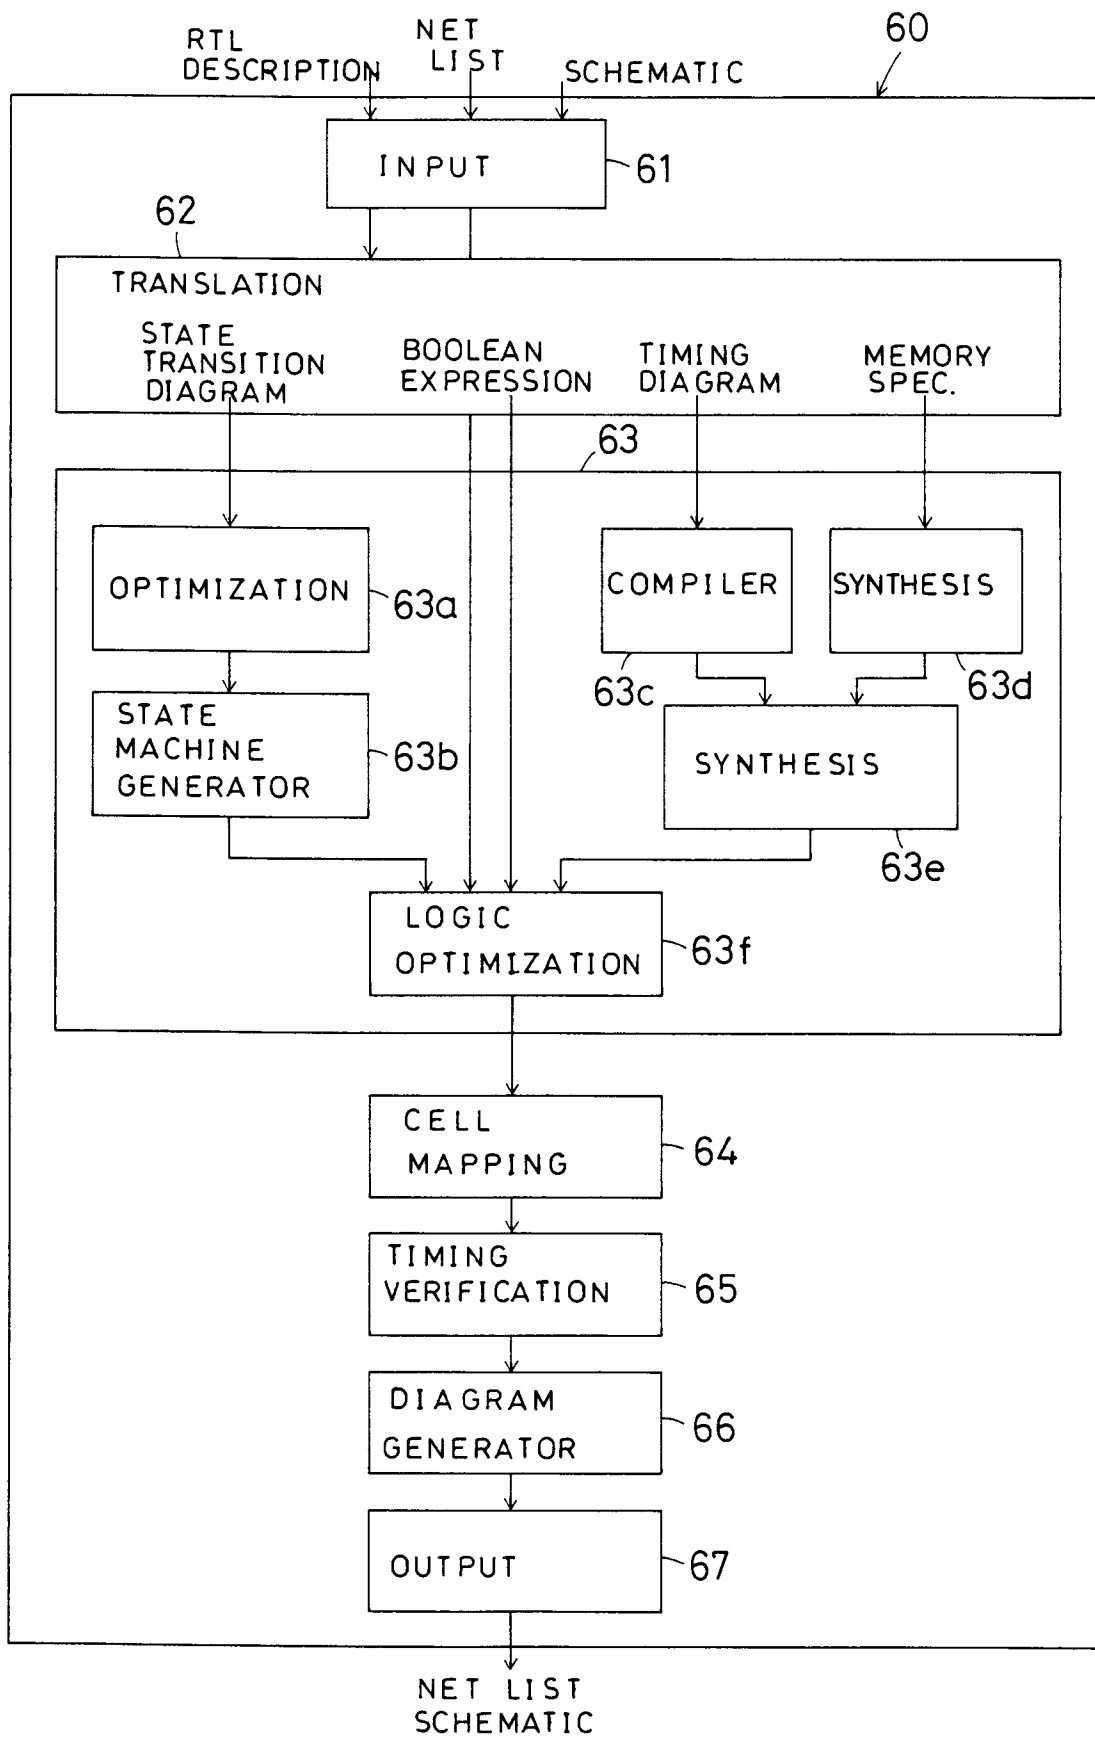 RTL
DESCRIPTION
NET
LIST
SCHEMATIC
60
INPUT
61
62
TRANSLATION
STATE
TRANSITION
DIAGRAM
BOOLEAN
EXPRESSION
TIMING
DIAGRAM
MEMORY
SPEC.
63
OPTIMIZATION
63a
COMPILER
63c
SYNTHESIS
63d
STATE
MACHINE
GENERATOR
63b
SYNTHESIS
63e
LOGIC
OPTIMIZATION
63f
CELL
MAPPING
64
TIMING
VERIFICATION
65
DIAGRAM
GENERATOR
66
OUTPUT
67
NET LIST
SCHEMATIC